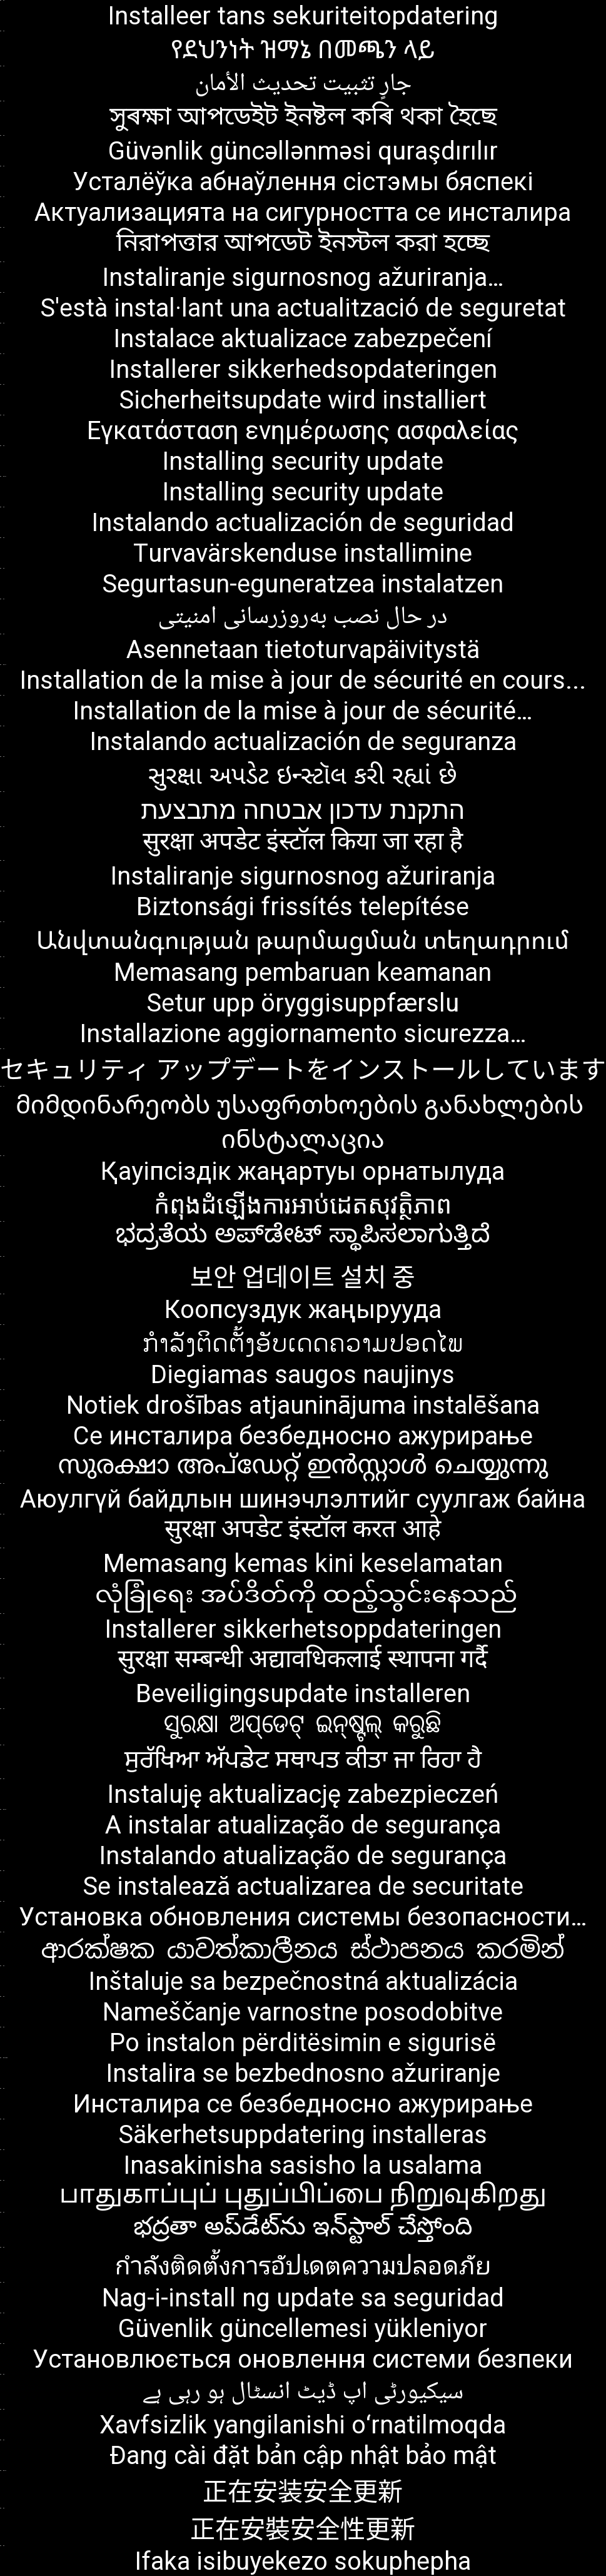 Installeer tans sekuriteitopdatering
የደህንነት ዝማኔ በመጫን ላይ
جارٍ تثبيت تحديث الأمان
সুৰক্ষা আপডেইট ইনষ্টল কৰি থকা হৈছে
Güvənlik güncəllənməsi quraşdırılır
Усталёўка абнаўлення сістэмы бяспекі
Актуализацията на сигурността се инсталира
নিরাপত্তার আপডেট ইনস্টল করা হচ্ছে
Instaliranje sigurnosnog ažuriranja…
S'està instal·lant una actualització de seguretat
Instalace aktualizace zabezpečení
Installerer sikkerhedsopdateringen
Sicherheitsupdate wird installiert
Εγκατάσταση ενημέρωσης ασφαλείας
Installing security update
Installing security update
Instalando actualización de seguridad
Turvavärskenduse installimine
Segurtasun-eguneratzea instalatzen
در حال نصب به‌روزرسانی امنیتی
Asennetaan tietoturvapäivitystä
Installation de la mise à jour de sécurité en cours...
Installation de la mise à jour de sécurité…
Instalando actualización de seguranza
સુરક્ષા અપડેટ ઇન્સ્ટૉલ કરી રહ્યાં છે
התקנת עדכון אבטחה מתבצעת
सुरक्षा अपडेट इंस्टॉल किया जा रहा है
Instaliranje sigurnosnog ažuriranja
Biztonsági frissítés telepítése
Անվտանգության թարմացման տեղադրում
Memasang pembaruan keamanan
Setur upp öryggisuppfærslu
Installazione aggiornamento sicurezza…
セキュリティ アップデートをインストールしています
მიმდინარეობს უსაფრთხოების განახლების
ინსტალაცია
Қауіпсіздік жаңартуы орнатылуда
កំពុងដំឡើងការអាប់ដេតសុវត្ថិភាព
ಭದ್ರತೆಯ ಅಪ್‌ಡೇಟ್‌ ಸ್ಥಾಪಿಸಲಾಗುತ್ತಿದೆ
보안 업데이트 설치 중
Коопсуздук жаңырууда
ກຳລັງຕິດຕັ້ງອັບເດດຄວາມປອດໄພ
Diegiamas saugos naujinys
Notiek drošības atjauninājuma instalēšana
Се инсталира безбедносно ажурирање
സുരക്ഷാ അപ്ഡേറ്റ് ഇൻസ്റ്റാൾ ചെയ്യുന്നു
Аюулгүй байдлын шинэчлэлтийг суулгаж байна
सुरक्षा अपडेट इंस्टॉल करत आहे
Memasang kemas kini keselamatan
လုံခြုံရေး အပ်ဒိတ်ကို ထည့်သွင်းနေသည်
Installerer sikkerhetsoppdateringen
सुरक्षा सम्बन्धी अद्यावधिकलाई स्थापना गर्दै
Beveiligingsupdate installeren
ସୁରକ୍ଷା ଅପ୍‌ଡେଟ୍ ଇନ୍‌ଷ୍ଟଲ୍ କରୁଛି
ਸੁਰੱਖਿਆ ਅੱਪਡੇਟ ਸਥਾਪਤ ਕੀਤਾ ਜਾ ਰਿਹਾ ਹੈ
Instaluję aktualizację zabezpieczeń
A instalar atualização de segurança
Instalando atualização de segurança
Se instalează actualizarea de securitate
Установка обновления системы безопасности…
ආරක්ෂක යාවත්කාලීනය ස්ථාපනය කරමින්
Inštaluje sa bezpečnostná aktualizácia
Nameščanje varnostne posodobitve
Po instalon përditësimin e sigurisë
Instalira se bezbednosno ažuriranje
Инсталира се безбедносно ажурирање
Säkerhetsuppdatering installeras
Inasakinisha sasisho la usalama
பாதுகாப்புப் புதுப்பிப்பை நிறுவுகிறது
భద్రతా అప్‌డేట్‌ను ఇన్‌స్టాల్ చేస్తోంది
กำลังติดตั้งการอัปเดตความปลอดภัย
Nag-i-install ng update sa seguridad
Güvenlik güncellemesi yükleniyor
Установлюється оновлення системи безпеки
سیکیورٹی اپ ڈیٹ انسٹال ہو رہی ہے
Xavfsizlik yangilanishi o‘rnatilmoqda
Đang cài đặt bản cập nhật bảo mật
正在安装安全更新
正在安裝安全性更新
Ifaka isibuyekezo sokuphepha